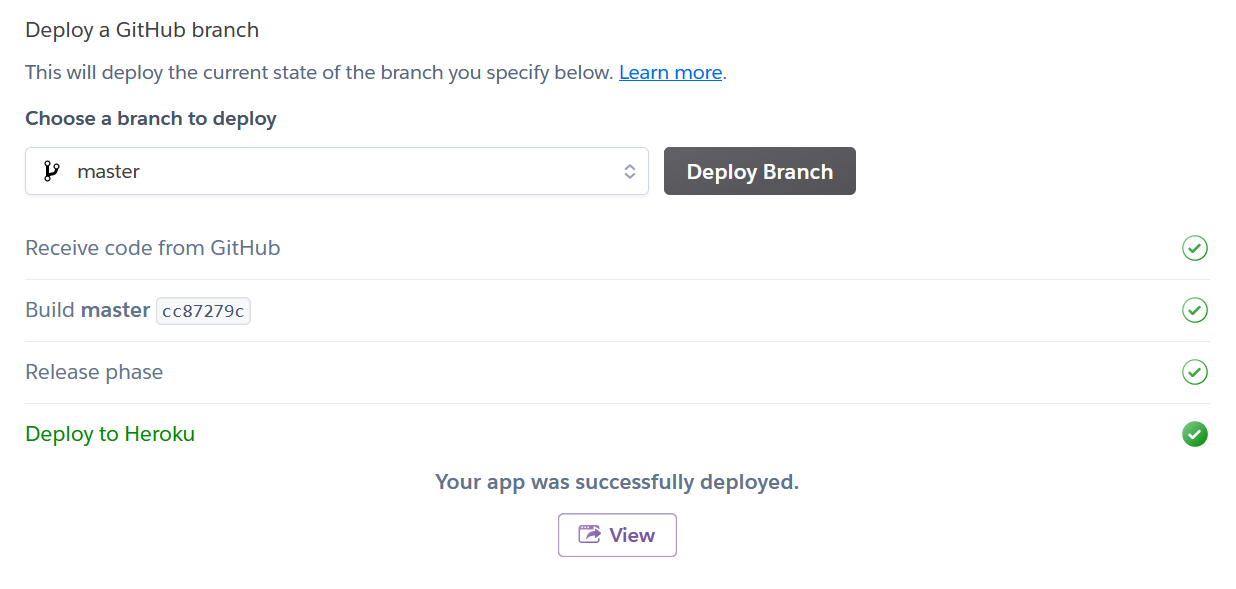 Deploy a GitHub branch
This will deploy the current state of the branch you specify below. Learn more.
Choose a branch to deploy
master
Deploy Branch
Receive code from GitHub
Build master cc87279c
Release phase
Deploy to Heroku
Your app was successfully deployed.
View